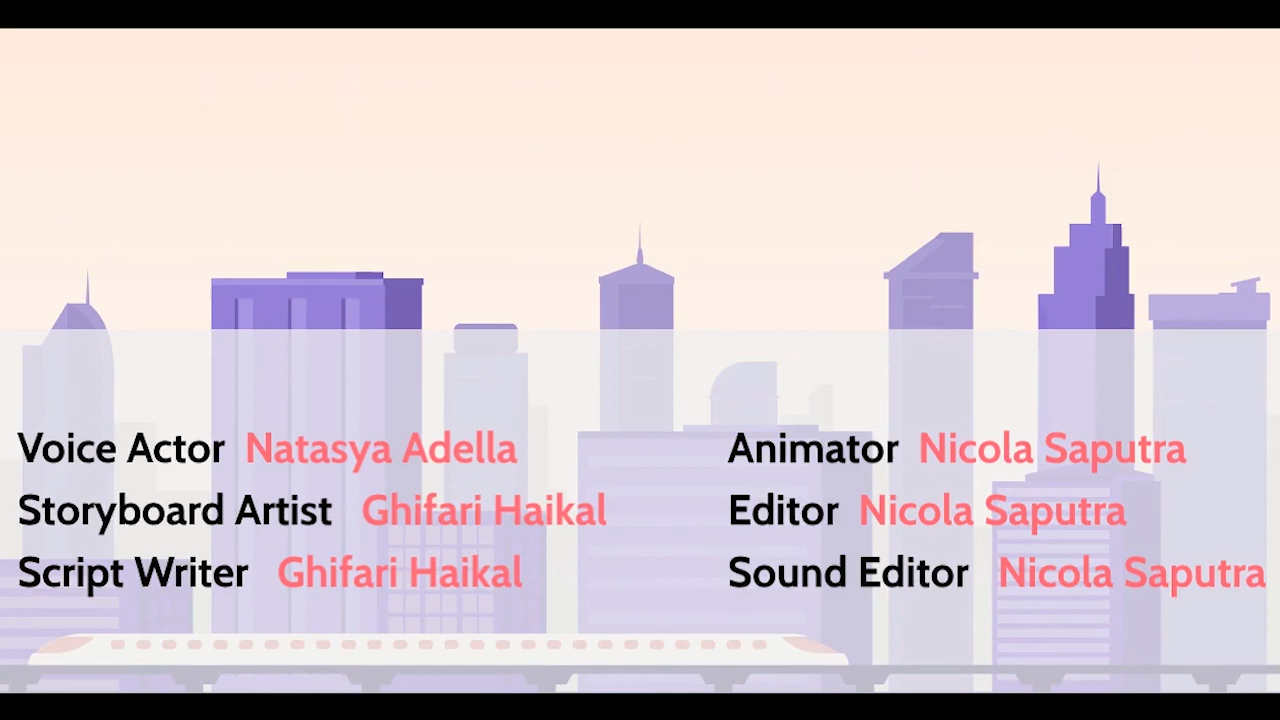 Voice Actor Natasya Adella
Storyboard Artist Ghifari Haikal
Script Writer Ghifari Haikal
Animator Nicola Saputra
Editor Nicola Saputra
Sound Editor Nicola Saputra